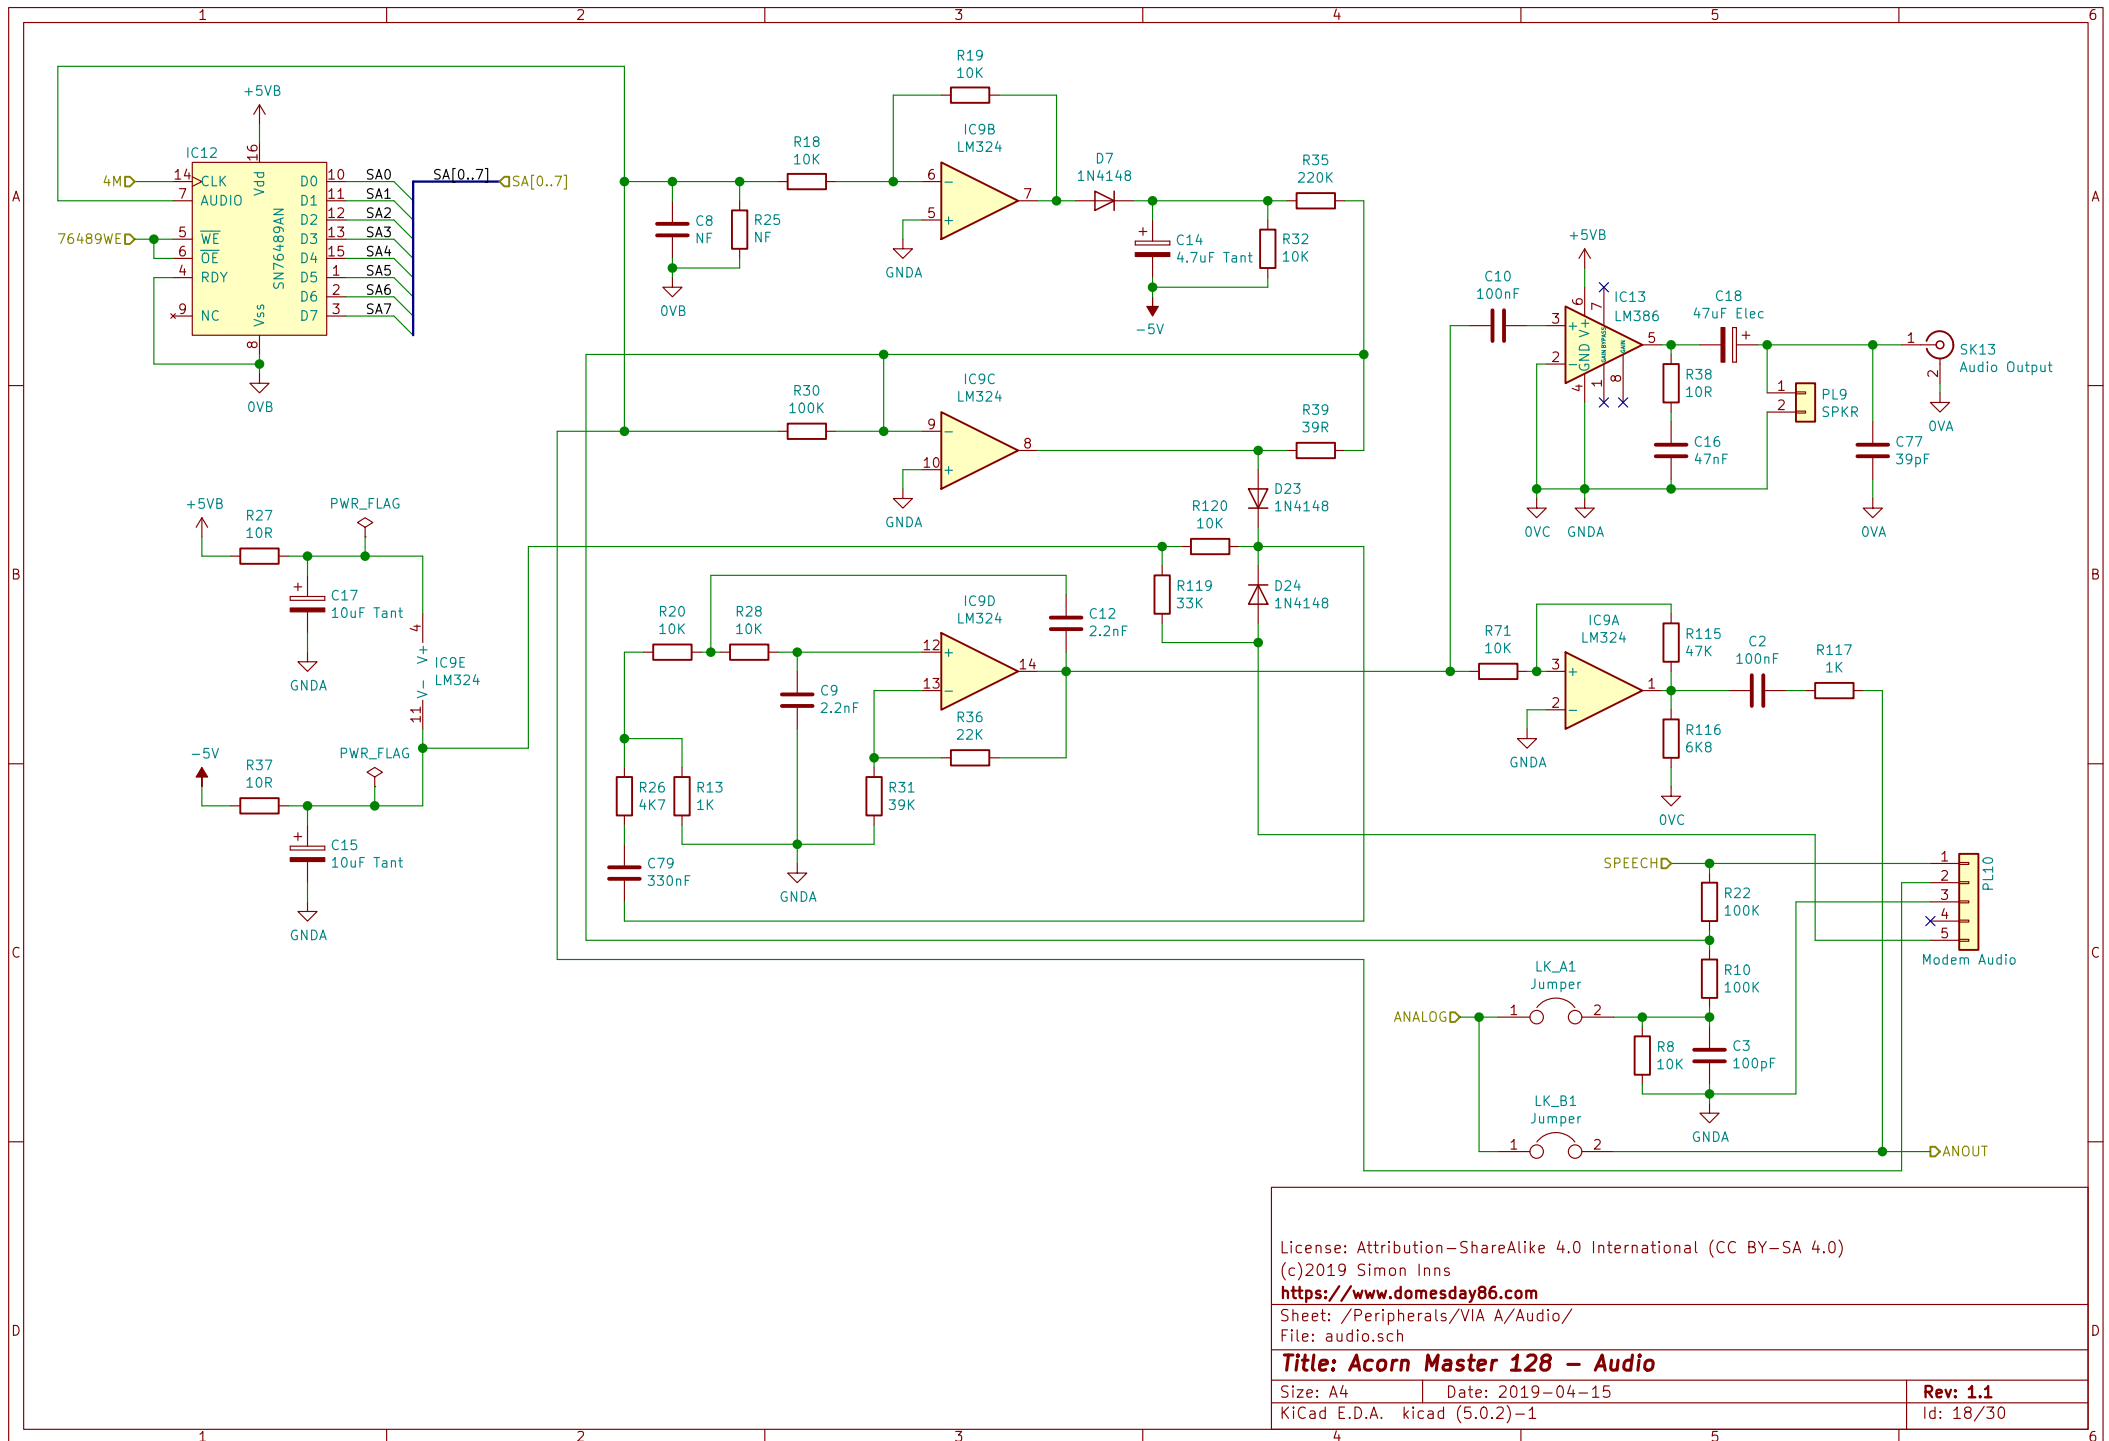 1 2 3 4 5 6
A
B
C
D
A
B
C
D
1 2 3 4 5 6
+5VB
IC12
16
Vdd
4M
14
CLK
7
AUDIO
76489WE
5
WE
6
OE
4
RDY
9
NC
SN76489AN
Vss
8
0VB
D0 10 SA0
D1 11 SA1
D2 12 SA2
D3 13 SA3
D4 15 SA4
D5 1 SA5
D6 2 SA6
D7 3 SA7
SA[0..7]
SA[0..7]
R19
10K
R18
10K
IC9B
LM324
6
5
7
−
+
GNDA
C8
NF
R25
NF
0VB
D7
1N4148
C14
4.7uF Tant
+
−5V
R32
10K
R35
220K
R30
100K
IC9C
LM324
9
10
8
−
+
GNDA
R39
39R
D23
1N4148
R120
10K
R119
33K
D24
1N4148
+5VB
C10
100nF
IC13
LM386
6
7
3
2
5
4
1
8
+
−
V+
GND
GAIN
BYPASS
GAIN
C18
47uF Elec
+
R38
10R
C16
47nF
PL9
SPKR
1
2
1
2
SK13
Audio Output
0VA
C77
39pF
0VA
0VC
GNDA
+5VB
R27
10R
PWR_FLAG
C17
10uF Tant
+
GNDA
4
V+
IC9E
LM324
V−
11
−5V
R37
10R
PWR_FLAG
C15
10uF Tant
+
GNDA
R20
10K
R28
10K
IC9D
LM324
12
13
14
+
−
C12
2.2nF
C9
2.2nF
R36
22K
R26
4K7
R13
1K
R31
39K
C79
330nF
GNDA
R71
10K
IC9A
LM324
3
2
1
+
−
GNDA
R115
47K
C2
100nF
R117
1K
R116
6K8
0VC
SPEECH
R22
100K
R10
100K
1
2
3
4
5
PL10
Modem Audio
LK_A1
Jumper
ANALOG
1 2
R8
10K
C3
100pF
GNDA
LK_B1
Jumper
1 2
ANOUT
License: Attribution−ShareAlike 4.0 International (CC BY−SA 4.0)
(c)2019 Simon Inns
https://www.domesday86.com
Sheet: /Peripherals/VIA A/Audio/
File: audio.sch
Title: Acorn Master 128 − Audio
Size: A4 Date: 2019−04−15 Rev: 1.1
KiCad E.D.A. kicad (5.0.2)−1 Id: 18/30